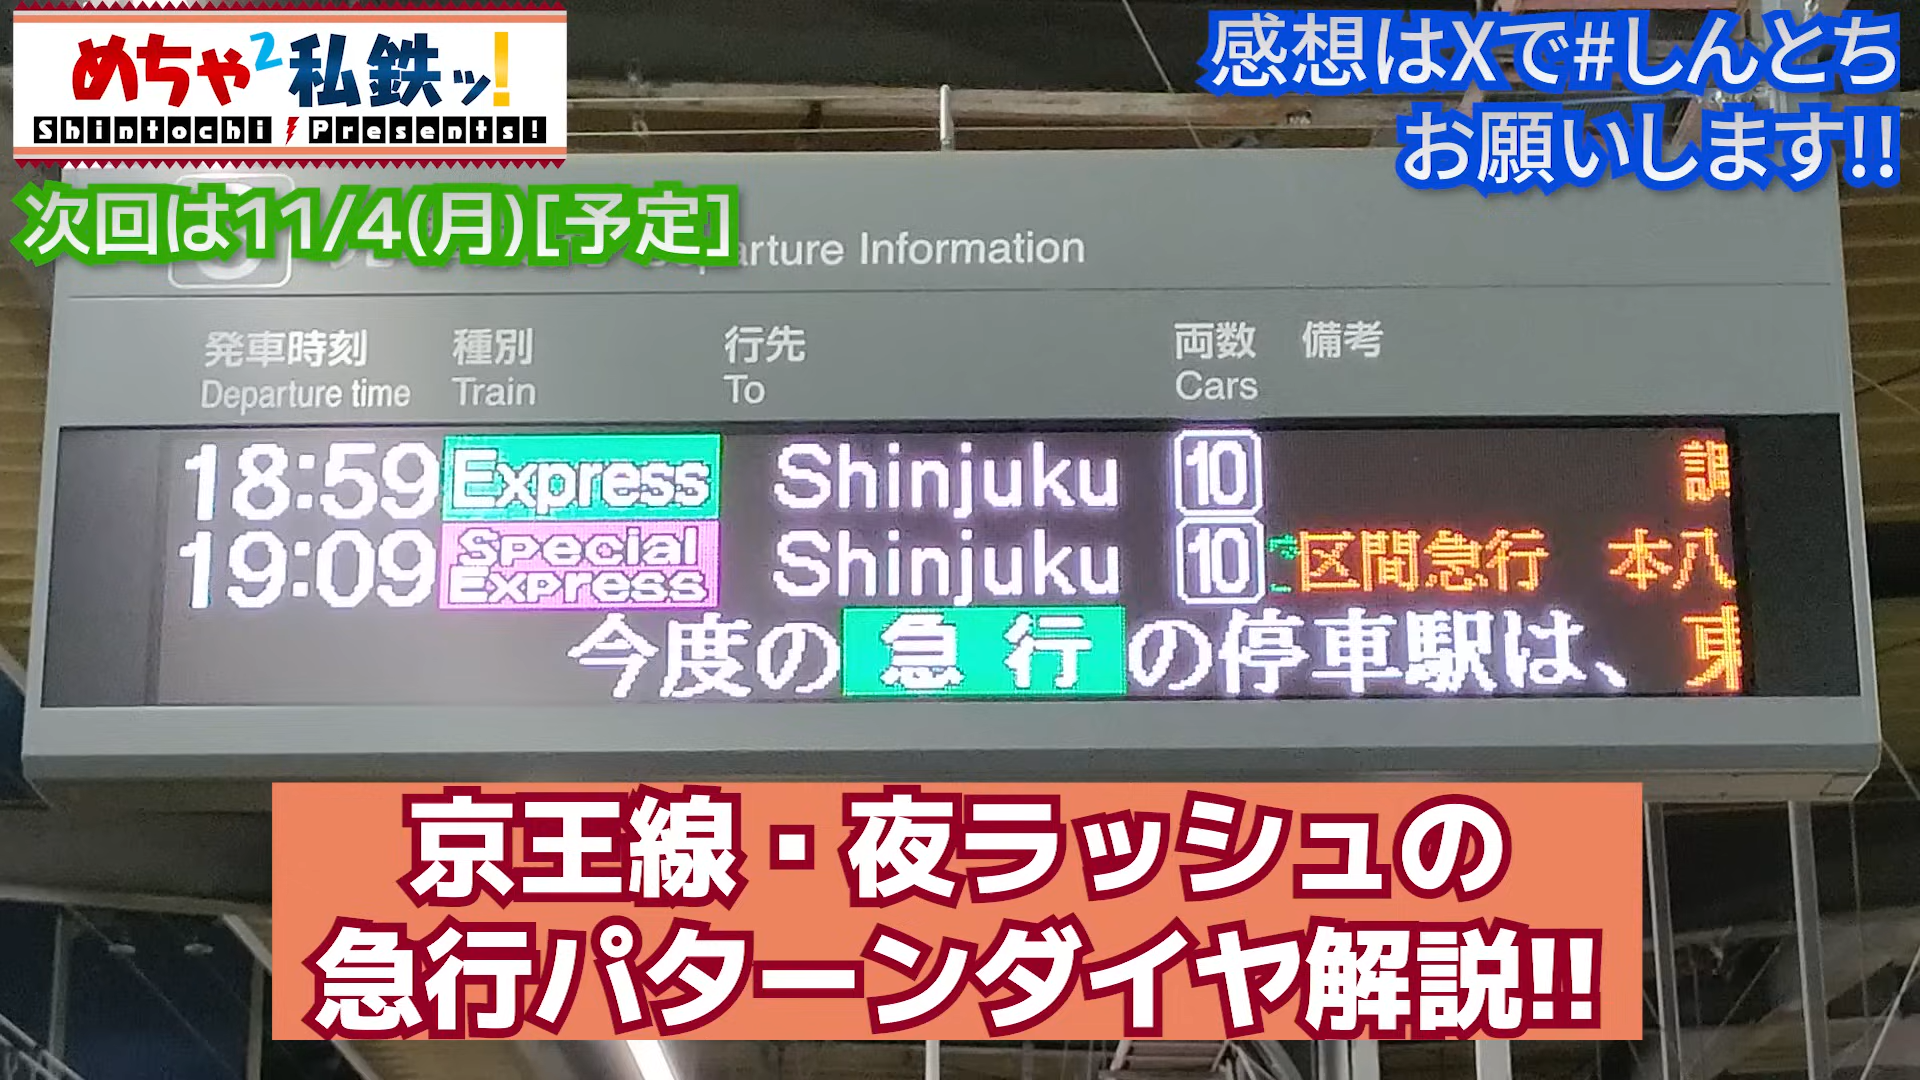 めちゃ2私鉄ッ!
Shintochi Presents!
感想はXで#しんとち
お願いします!!
次回は11/4(月)[予定]
Departure Information
発車時刻 種別 行先 両数 備考
Departure time Train To Cars
18:59 Express Shinjuku 10 調
19:09 Special Express Shinjuku 10 区間急行 本八
今度の急行の停車駅は、
京王線・夜ラッシュの
急行パターンダイヤ解説!!